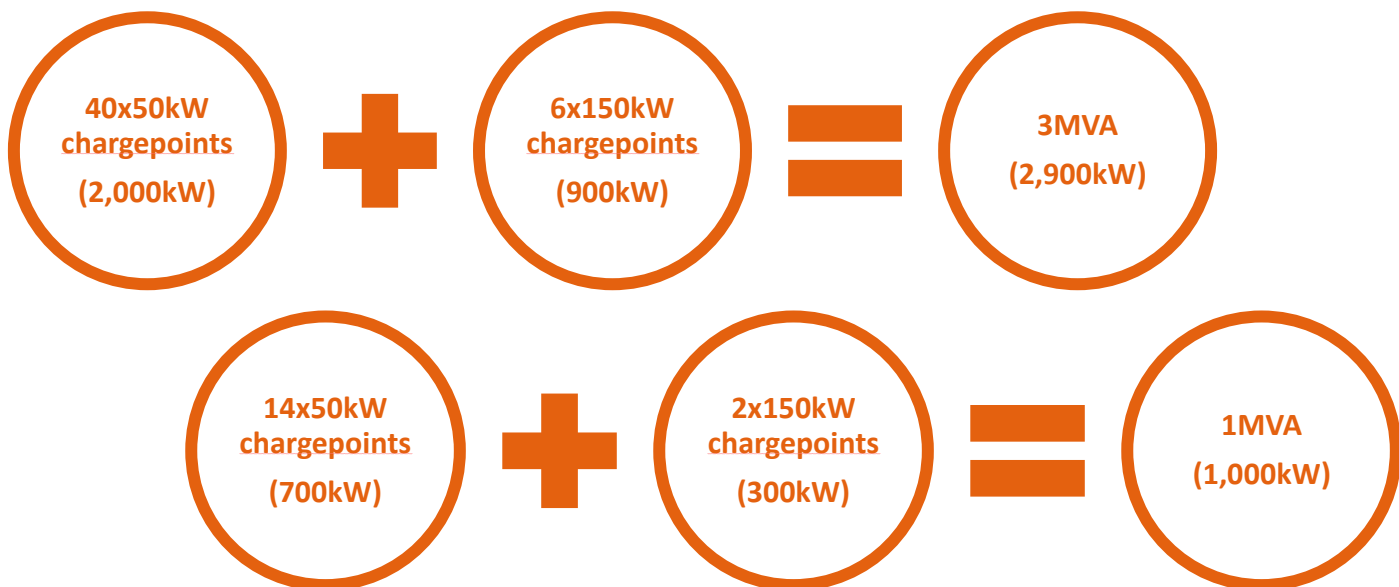 40x50kW
chargepoints
(2,000kW)
6x150kW
chargepoints
(900kW)
3MVA
(2,900kW)
14x50kW
chargepoints
(700kW)
2x150kW
chargepoints
(300kW)
1MVA
(1,000kW)